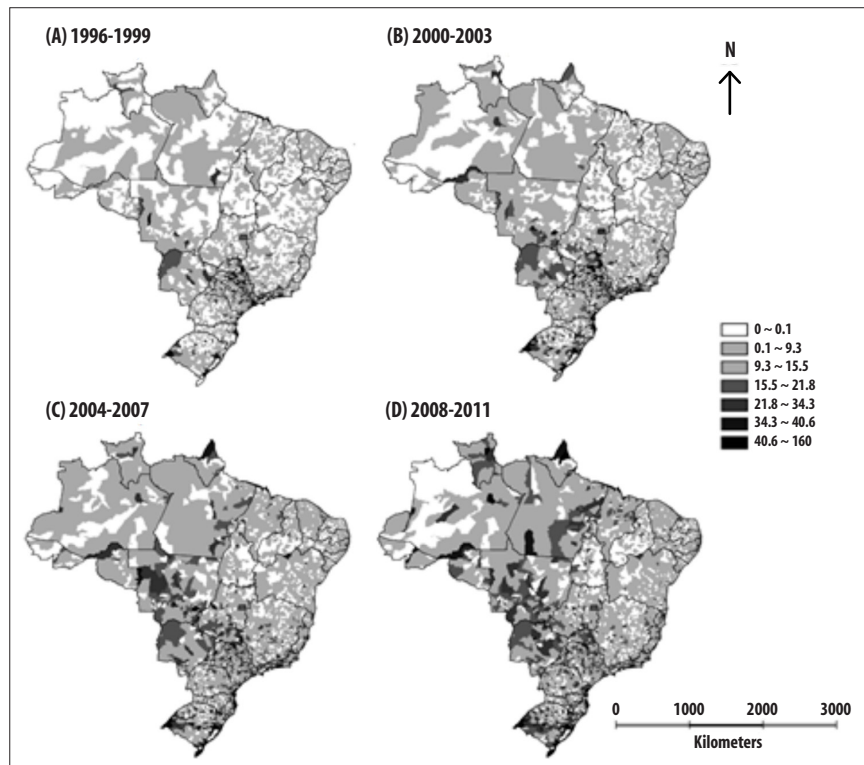 (A) 1996-1999
(B) 2000-2003
N
0 ~ 0.1
0.1 ~ 9.3
9.3 ~ 15.5
15.5 ~ 21.8
21.8 ~ 34.3
34.3 ~ 40.6
40.6 ~ 160
(C) 2004-2007
(D) 2008-2011
0 1000 2000 3000
Kilometers